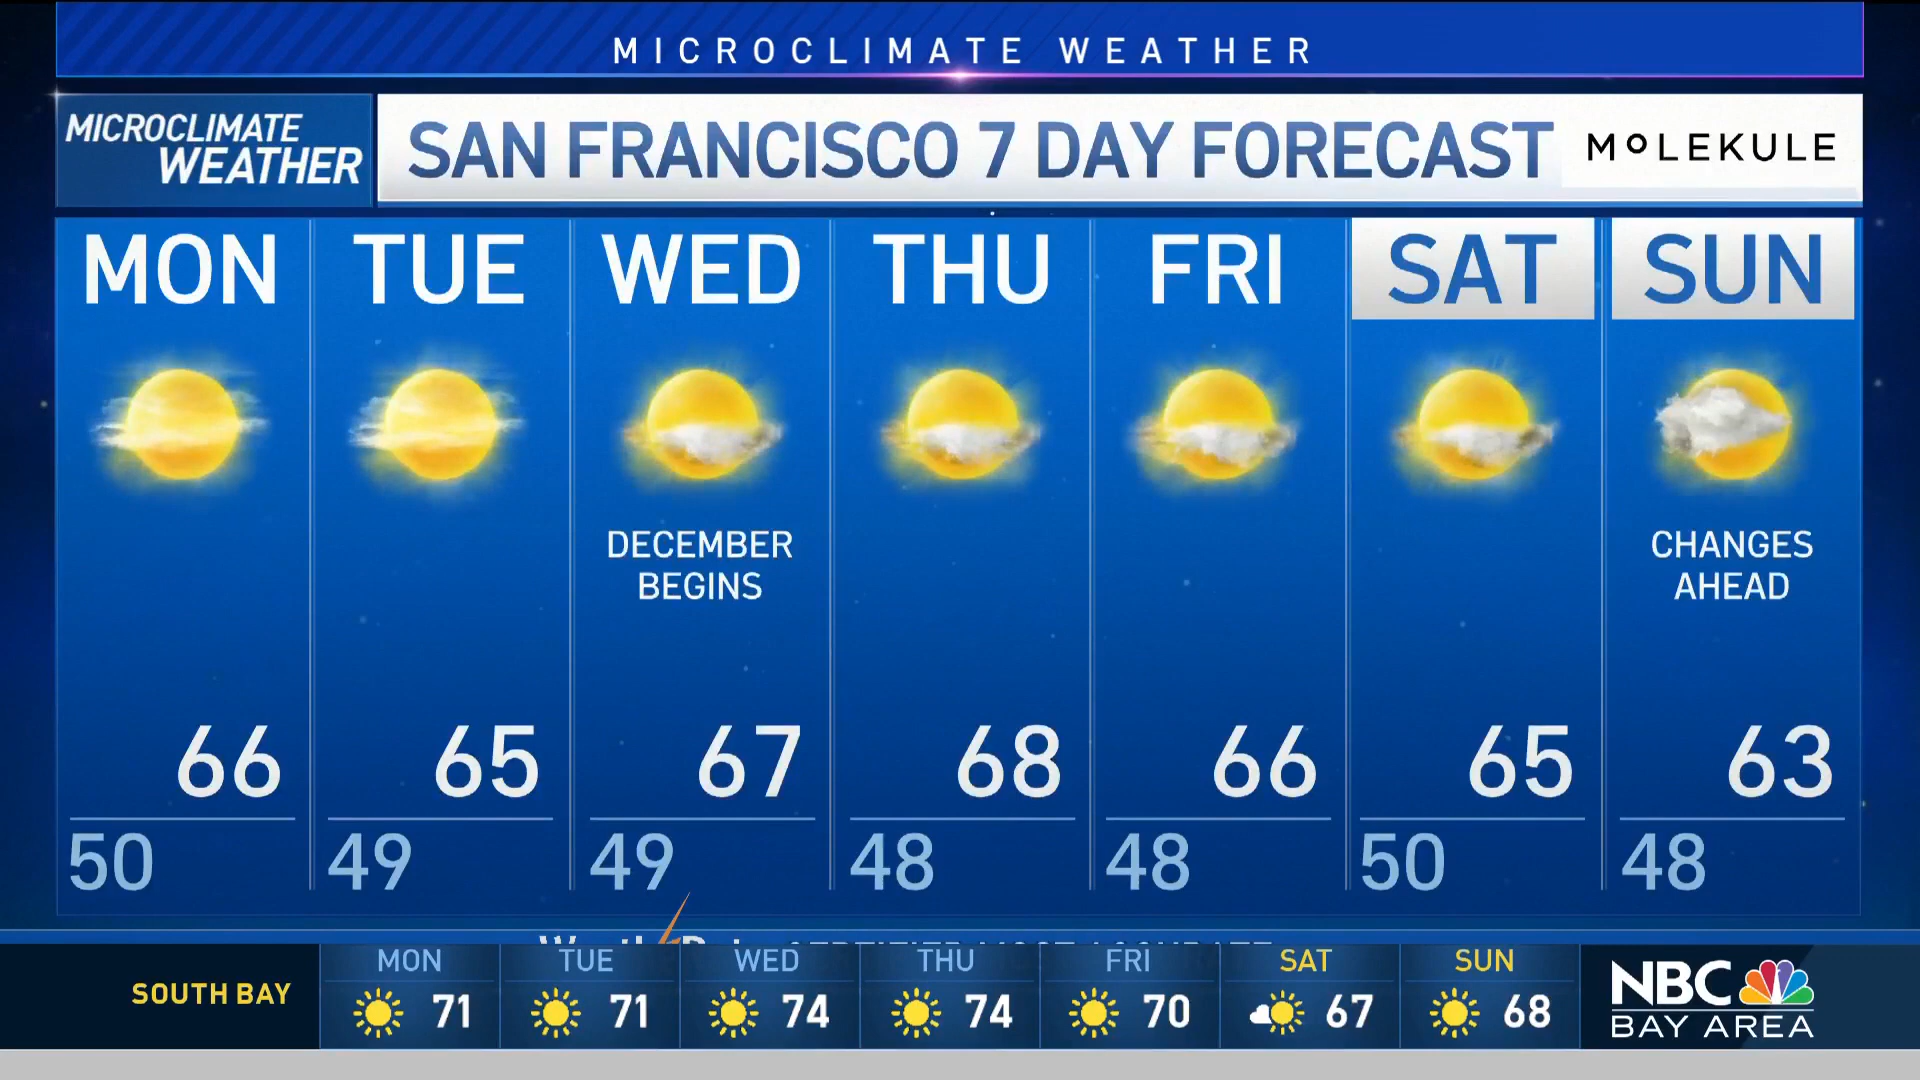 MICROCLIMATE WEATHER
MICROCLIMATE
WEATHER
SAN FRANCISCO 7 DAY FORECAST
MOLEKULE
MON TUE WED THU FRI SAT SUN
DECEMBER
BEGINS
CHANGES
AHEAD
66 65 67 68 66 65 63
50 49 49 48 48 50 48
MON TUE WED THU FRI SAT SUN
SOUTH BAY
71 71 74 74 70 67 68
NBC
BAY AREA